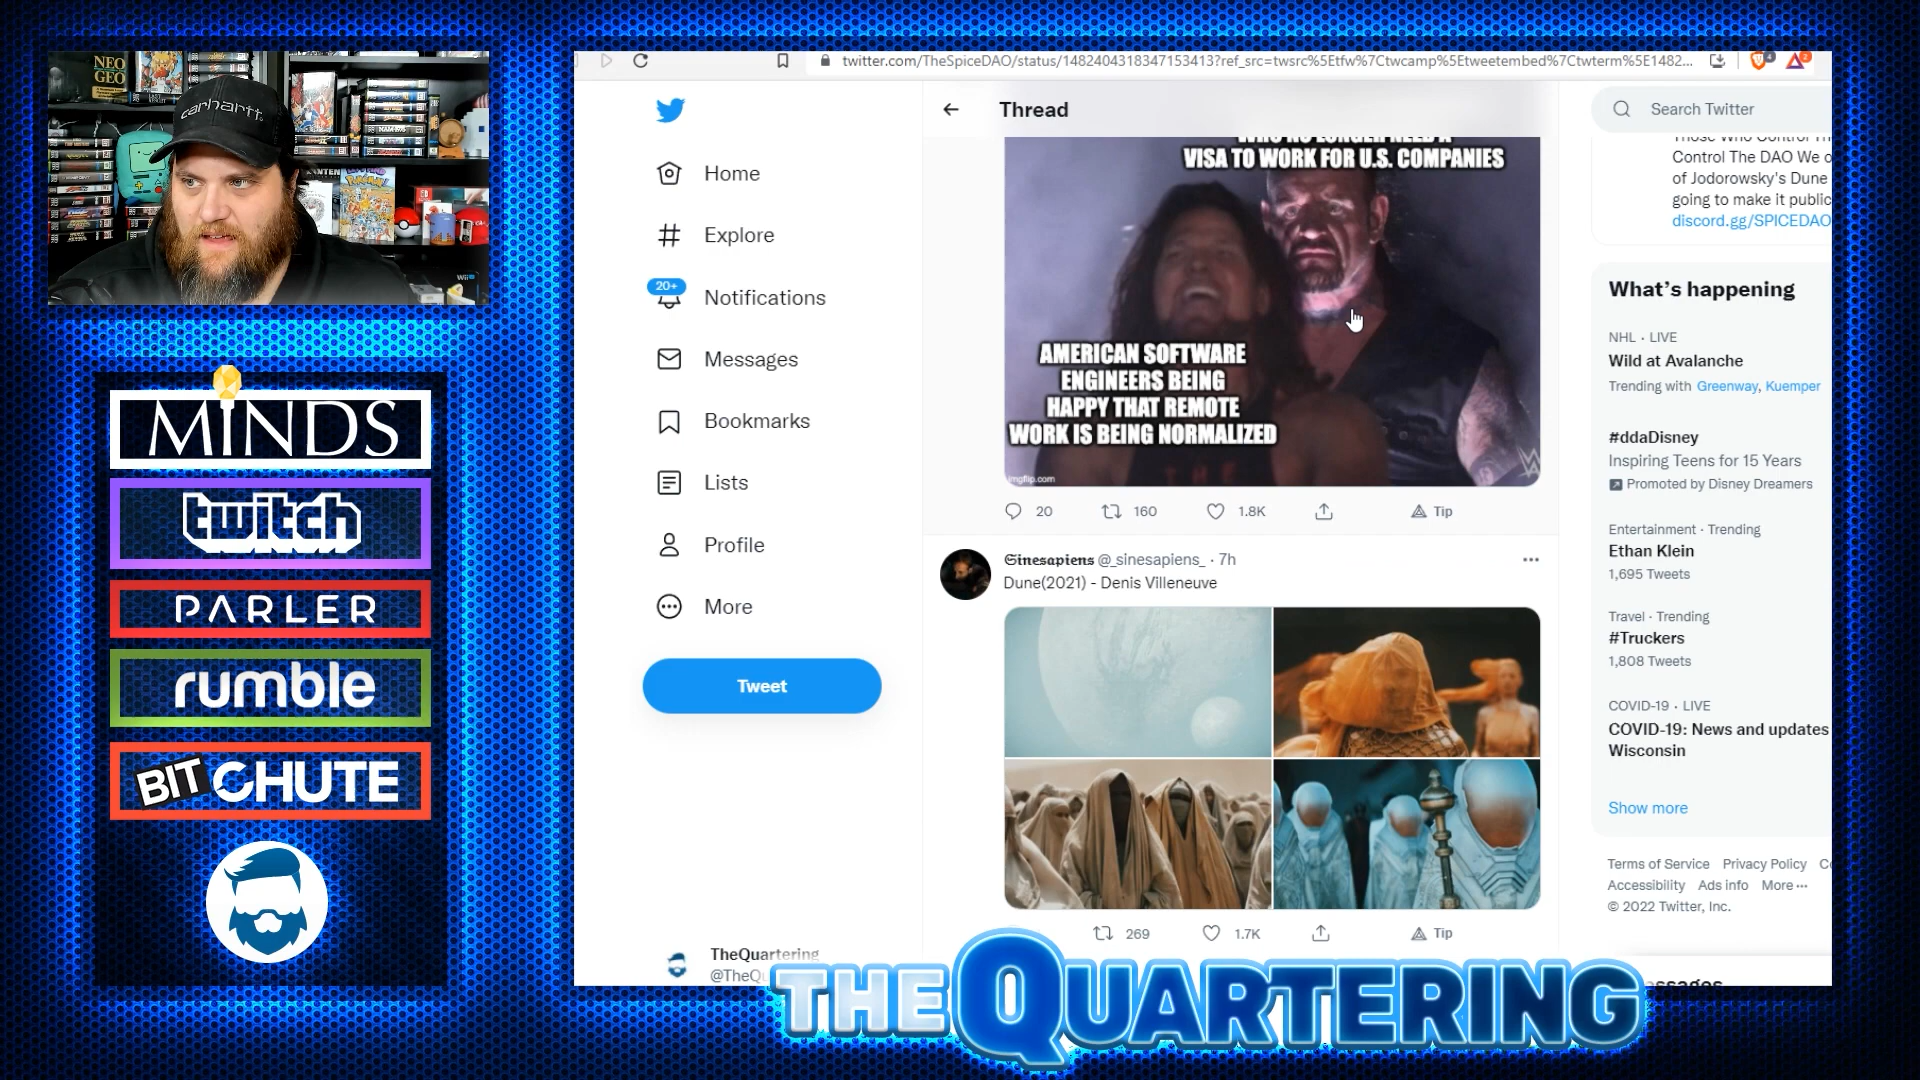 NEO
GEO
carhartt
MINDS
twitch
PARLER
rumble
BITCHUTE
twitter.com/TheSpiceDAO/status/1482404318347153413?ref_src=twsrc%5Etfw%7Ctwcamp%5Etweetembed%7Ctwterm%5E1482...
Home
Explore
20+
Notifications
Messages
Bookmarks
Lists
Profile
More
Tweet
TheQuartering
@TheQu
Thread
WHO NO LONGER NEED A
VISA TO WORK FOR U.S. COMPANIES
AMERICAN SOFTWARE
ENGINEERS BEING
HAPPY THAT REMOTE
WORK IS BEING NORMALIZED
imgflip.com
20 160 1.8K Tip
Sinesapiens @_sinesapiens_ · 7h
Dune(2021) - Denis Villeneuve
269 1.7K Tip
Search Twitter
Those Who Control Th
Control The DAO We o
of Jodorowsky's Dune
going to make it public
discord.gg/SPICEDAO
What's happening
NHL · LIVE
Wild at Avalanche
Trending with Greenway, Kuemper
#ddaDisney
Inspiring Teens for 15 Years
Promoted by Disney Dreamers
Entertainment · Trending
Ethan Klein
1,695 Tweets
Travel · Trending
#Truckers
1,808 Tweets
COVID-19 · LIVE
COVID-19: News and updates
Wisconsin
Show more
Terms of Service Privacy Policy Co
Accessibility Ads info More ···
© 2022 Twitter, Inc.
THE QUARTERING